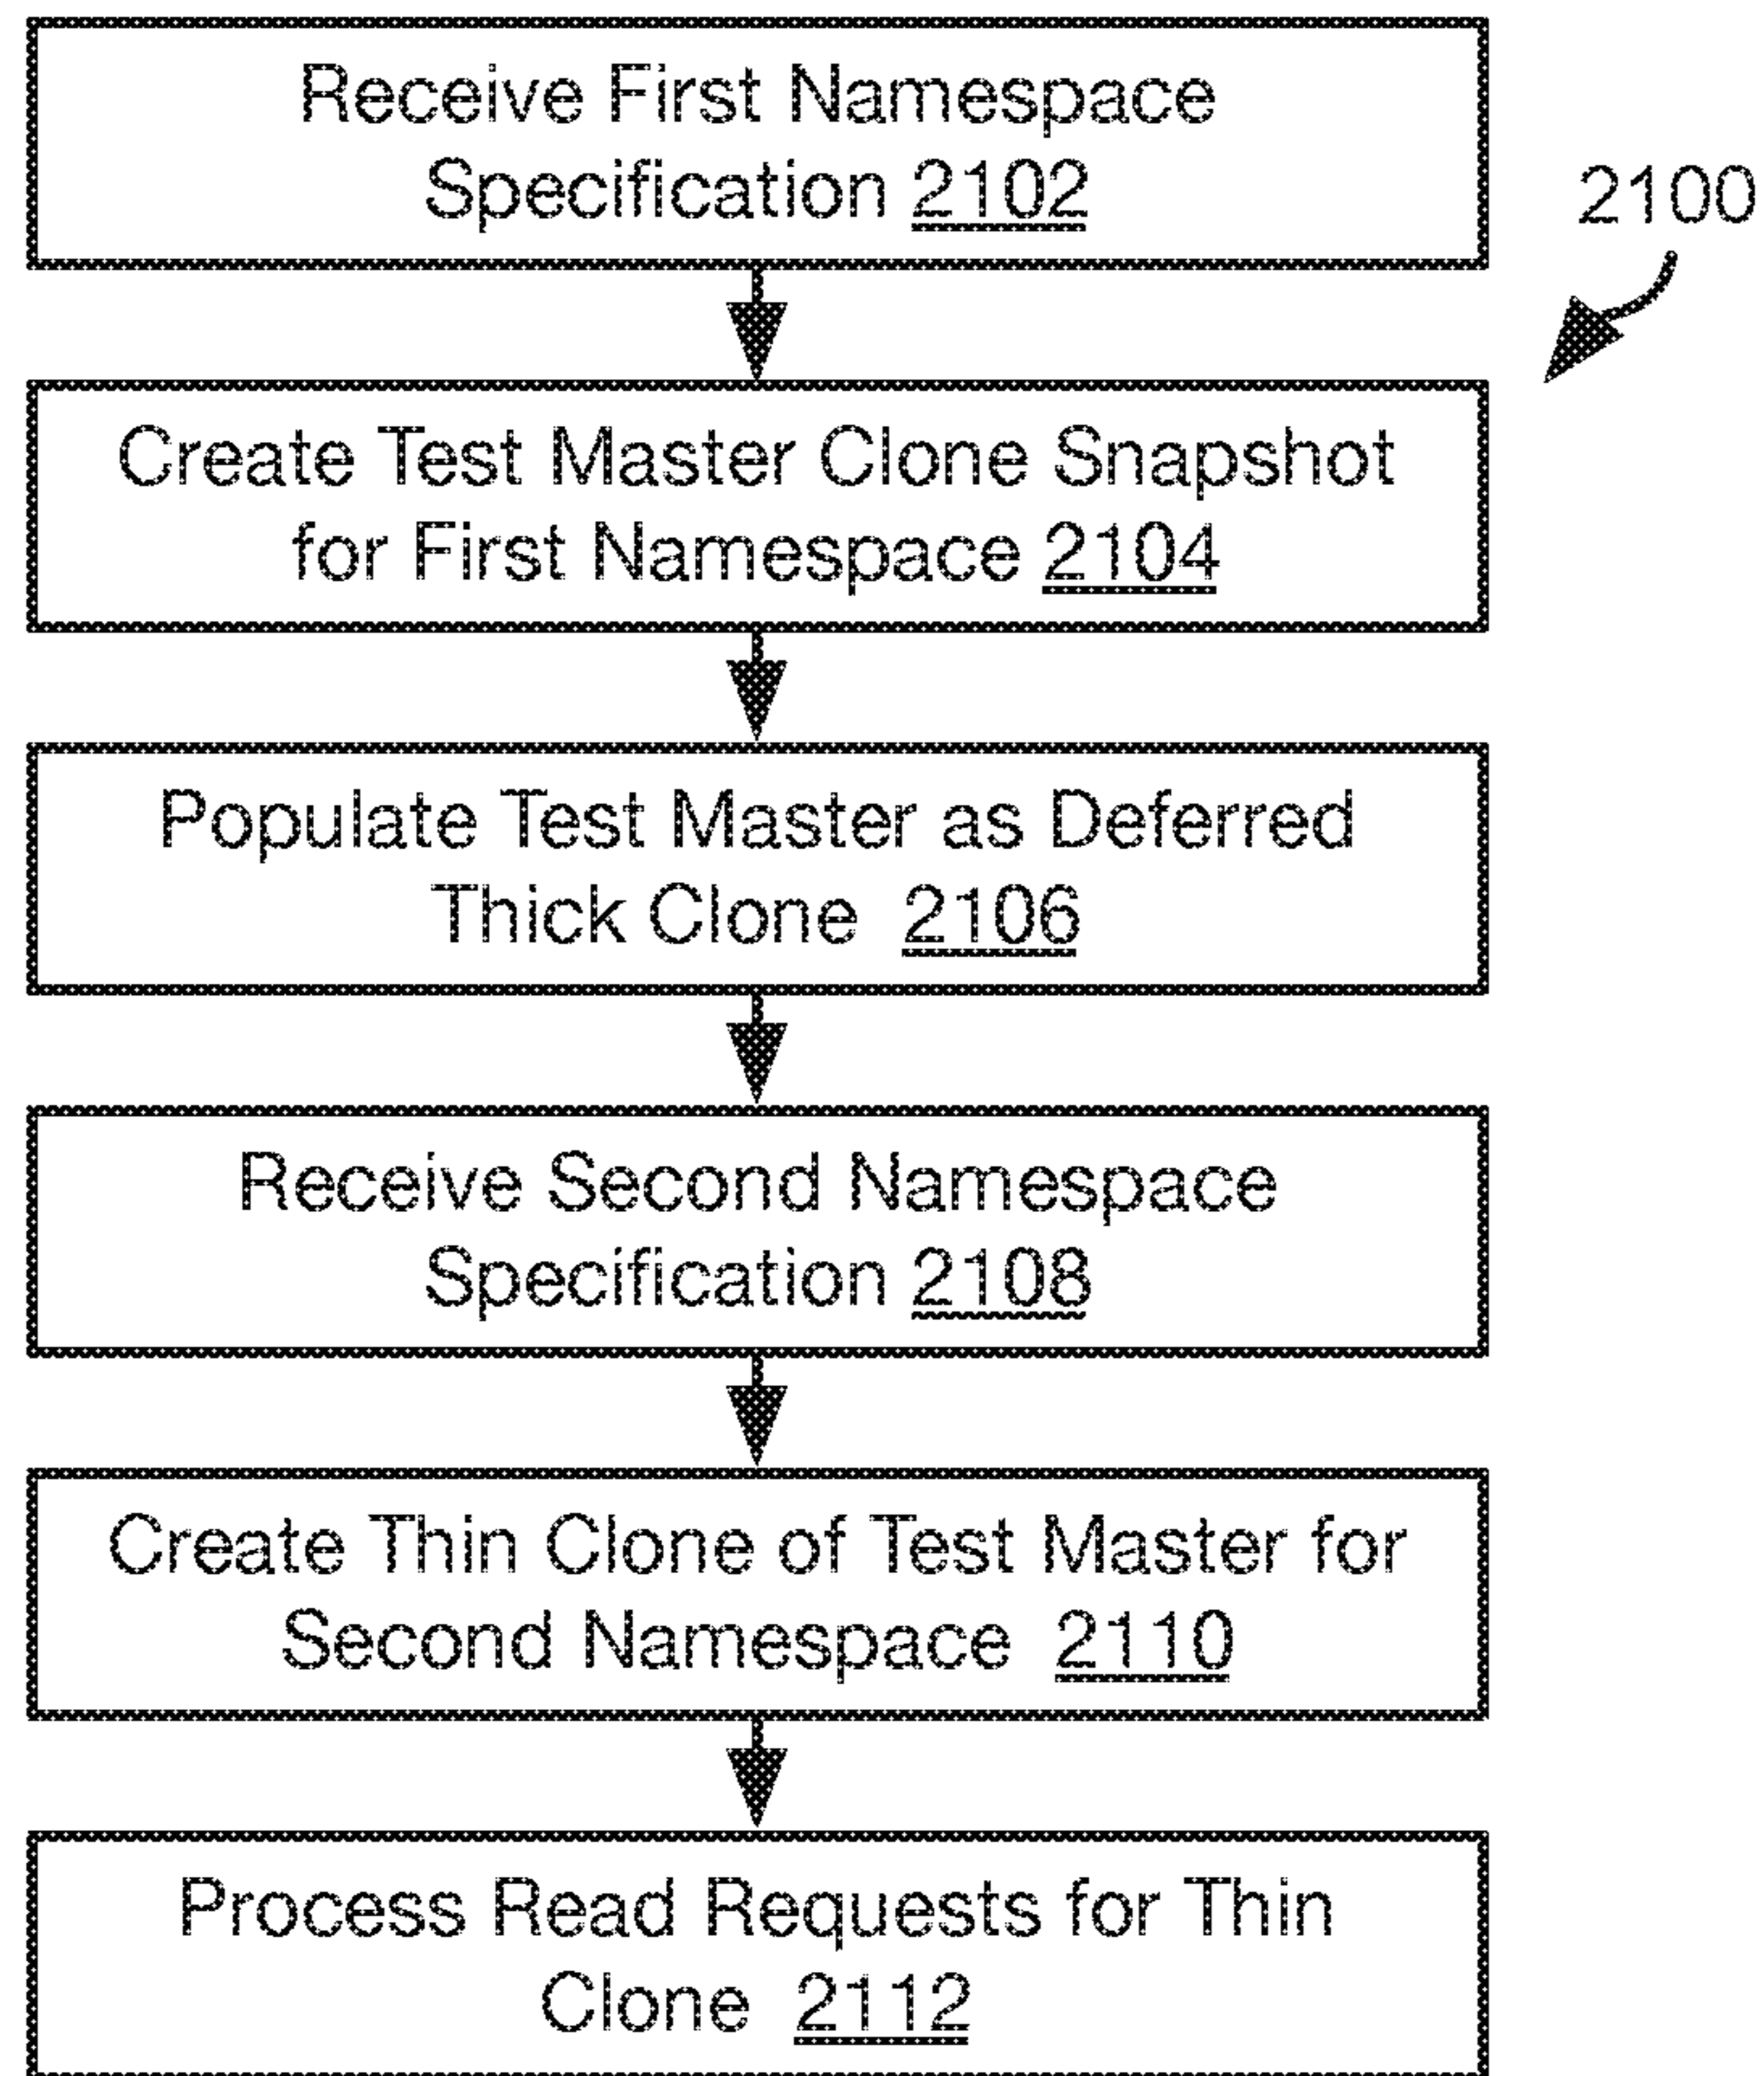 Receive First Namespace
Specification 2102
2100
Create Test Master Clone Snapshot
for First Namespace 2104
Populate Test Master as Deferred
Thick Clone 2106
Receive Second Namespace
Specification 2108
Create Thin Clone of Test Master for
Second Namespace 2110
Process Read Requests for Thin
Clone 2112